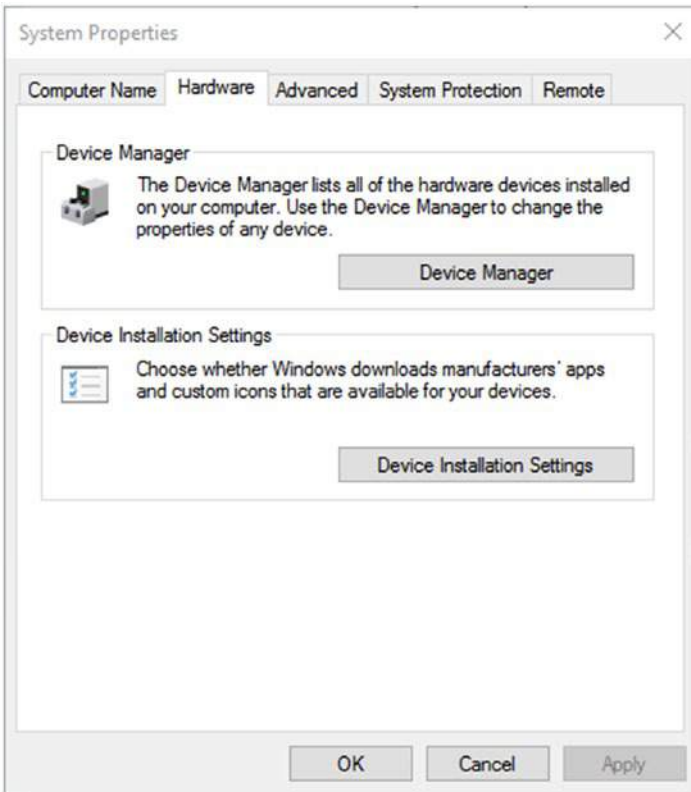 System Properties
Computer Name Hardware Advanced System Protection Remote
Device Manager
The Device Manager lists all of the hardware devices installed
on your computer. Use the Device Manager to change the
properties of any device.
Device Manager
Device Installation Settings
Choose whether Windows downloads manufacturers' apps
and custom icons that are available for your devices.
Device Installation Settings
OK Cancel Apply